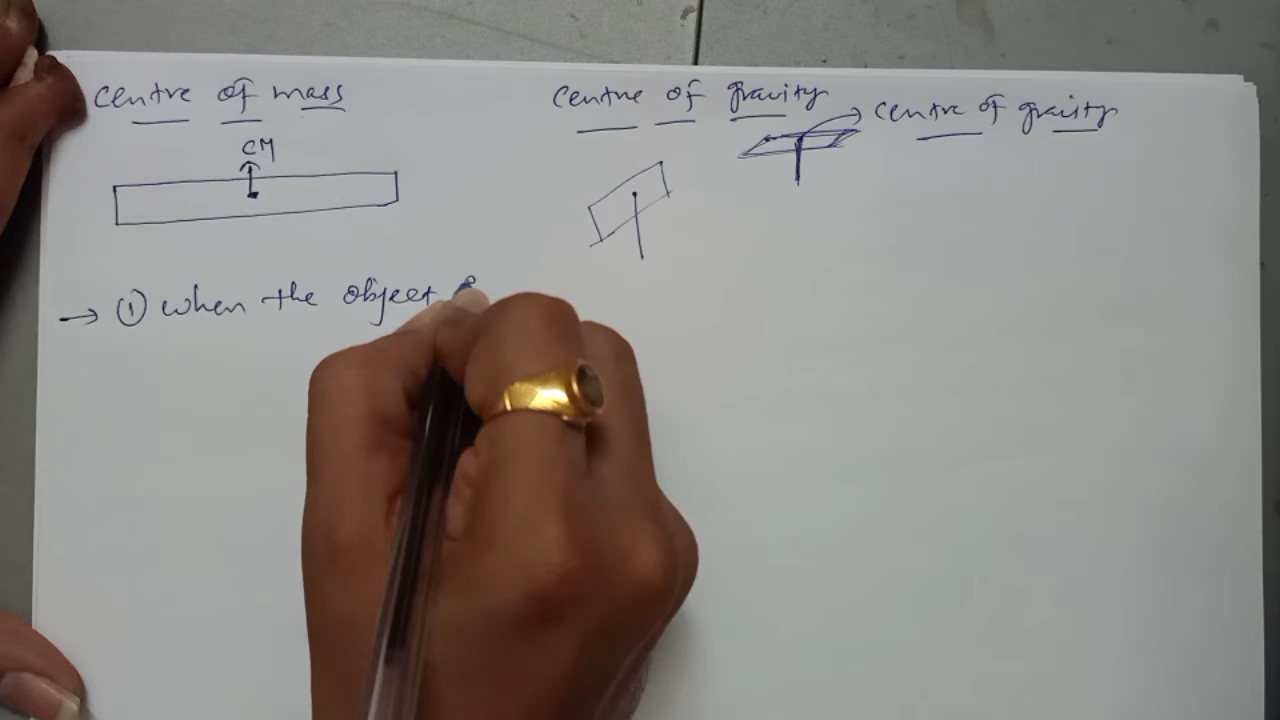 Centre of mass
Centre of gravity
centre of gravity
CM
→ ① when the object